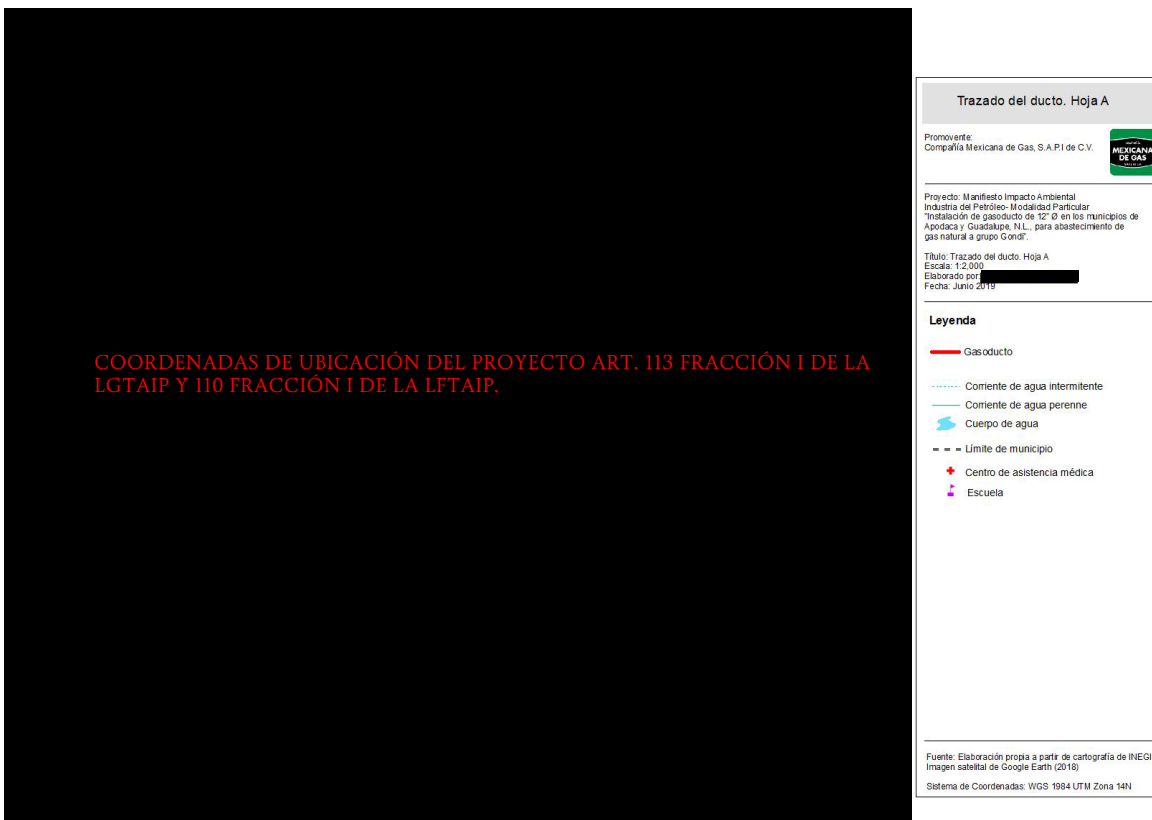 COORDENADAS DE UBICACIÓN DEL PROYECTO ART. 113 FRACCIÓN I DE LA
LGTAIP Y 110 FRACCIÓN I DE LA LFTAIP.
Trazado del ducto. Hoja A
Promovente:
Compañía Mexicana de Gas, S.A.P.I de C.V.
MEXICANA
DE GAS
Proyecto: Manifiesto Impacto Ambiental
Industria del Petróleo- Modalidad Particular
"Instalación de gasoducto de 12" Ø en los municipios de
Apodaca y Guadalupe, N.L., para abastecimiento de
gas natural a grupo Gondi".
Título: Trazado del ducto. Hoja A
Escala: 1:2,000
Elaborado por:
Fecha: Junio 2019
Leyenda
Gasoducto
Corriente de agua intermitente
Corriente de agua perenne
Cuerpo de agua
Límite de municipio
Centro de asistencia médica
Escuela
Fuente: Elaboración propia a partir de cartografía de INEGI
Imagen satelital de Google Earth (2018)
Sistema de Coordenadas: WGS 1984 UTM Zona 14N